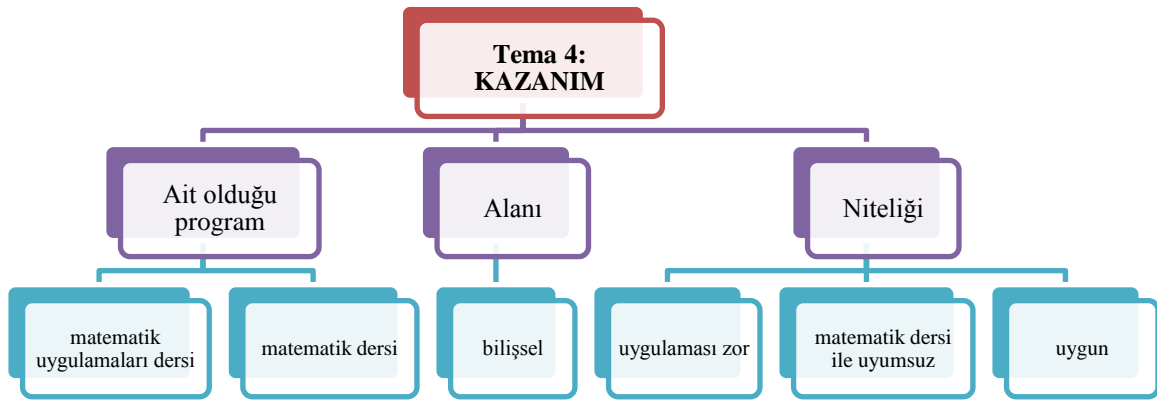 Tema 4:
KAZANIM
Ait olduğu
program
Alanı
Niteliği
matematik
uygulamaları dersi
matematik dersi
bilişsel
uygulaması zor
matematik dersi
ile uyumsuz
uygun